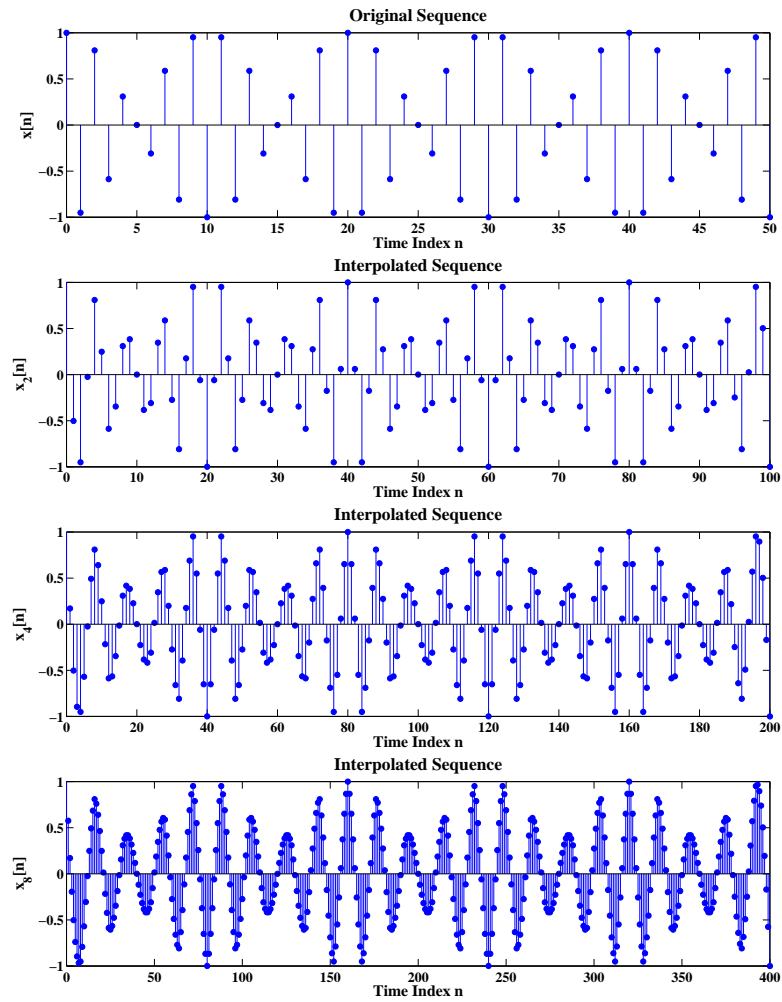 Original Sequence
1
0.5
0
−0.5
−1
x[n]
0 5 10 15 20 25 30 35 40 45 50
Time Index n
Interpolated Sequence
1
0.5
0
−0.5
−1
x2[n]
0 10 20 30 40 50 60 70 80 90 100
Time Index n
Interpolated Sequence
1
0.5
0
−0.5
−1
x4[n]
0 20 40 60 80 100 120 140 160 180 200
Time Index n
Interpolated Sequence
1
0.5
0
−0.5
−1
x8[n]
0 50 100 150 200 250 300 350 400
Time Index n